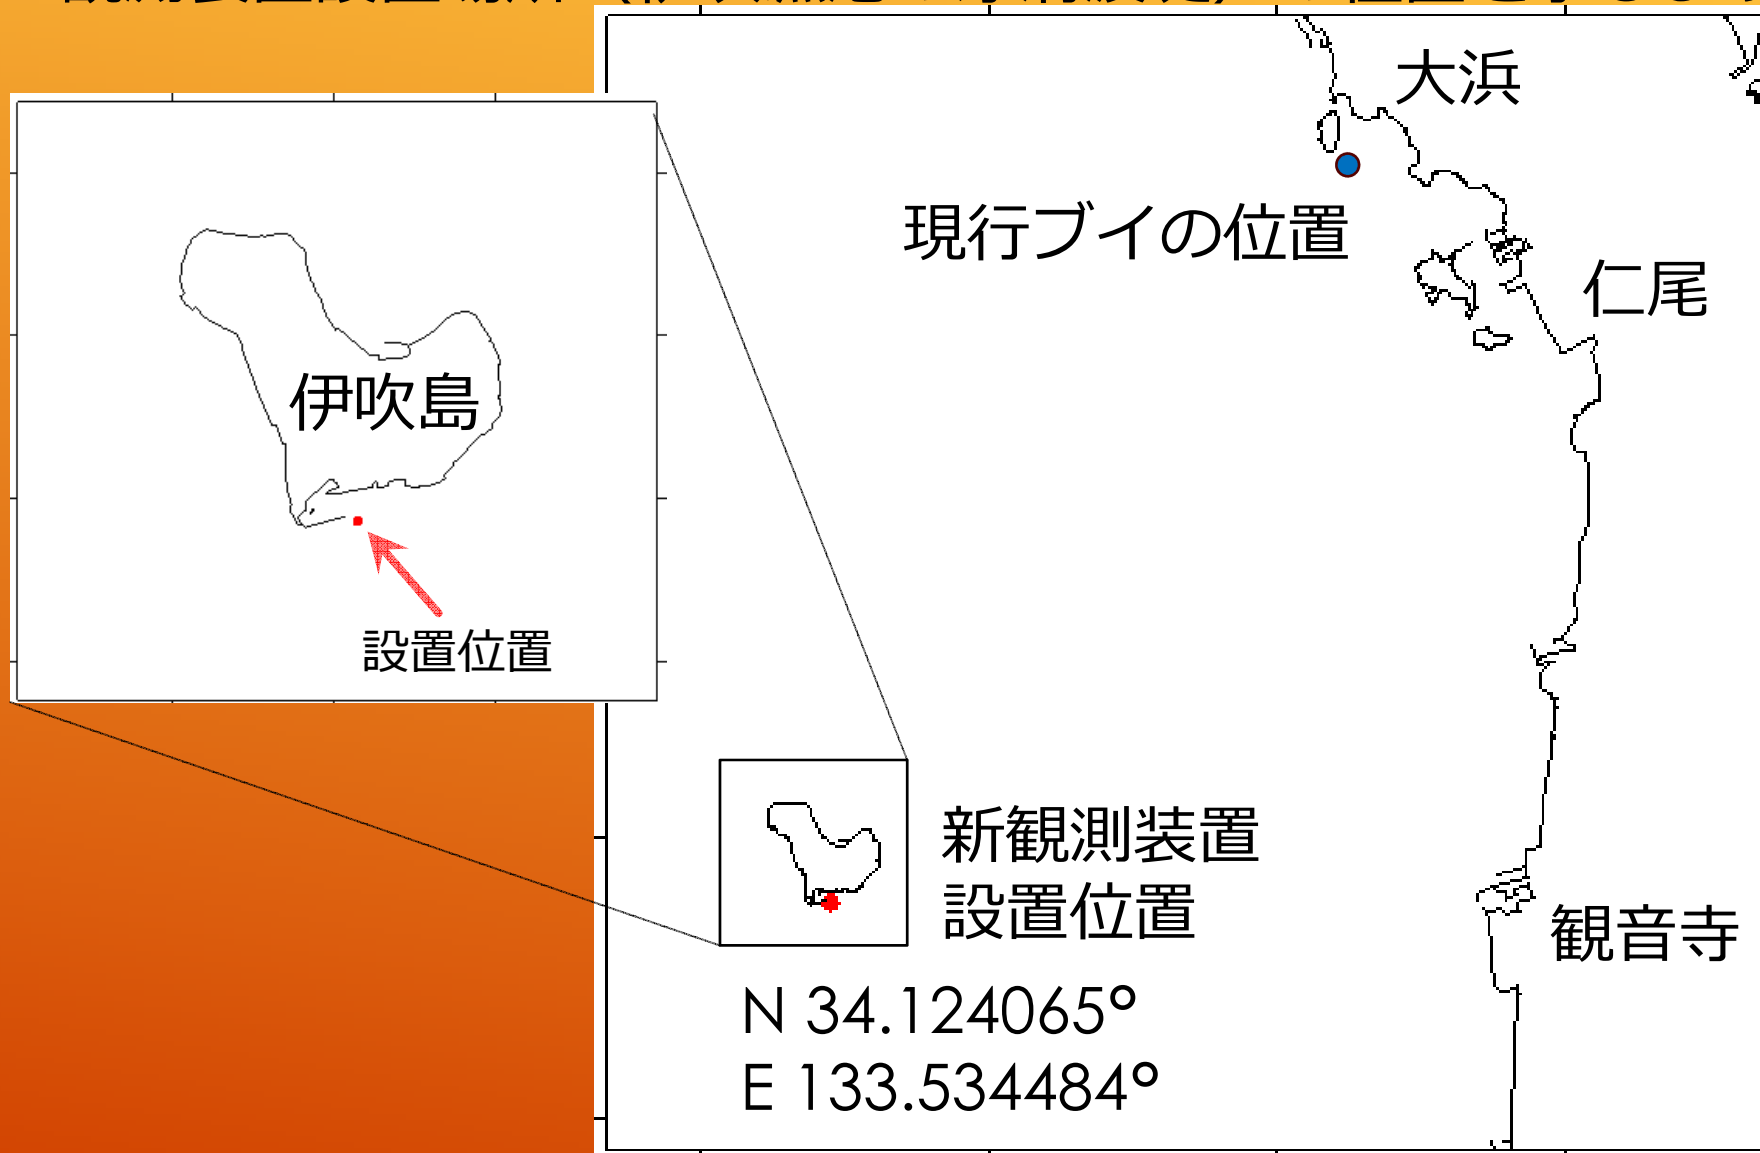 大浜
現行ブイの位置
仁尾
伊吹島
設置位置
新観測装置
設置位置
観音寺
N 34.124065°
E 133.534484°